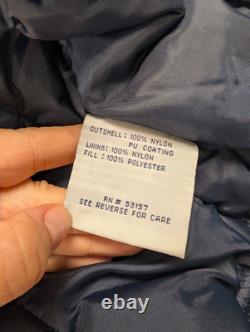 OUTSHELL: 100% NYLON
PU COATING
LINING: 100% NYLON
FILL: 100% POLYESTER
RN# 53157
SEE REVERSE FOR CARE